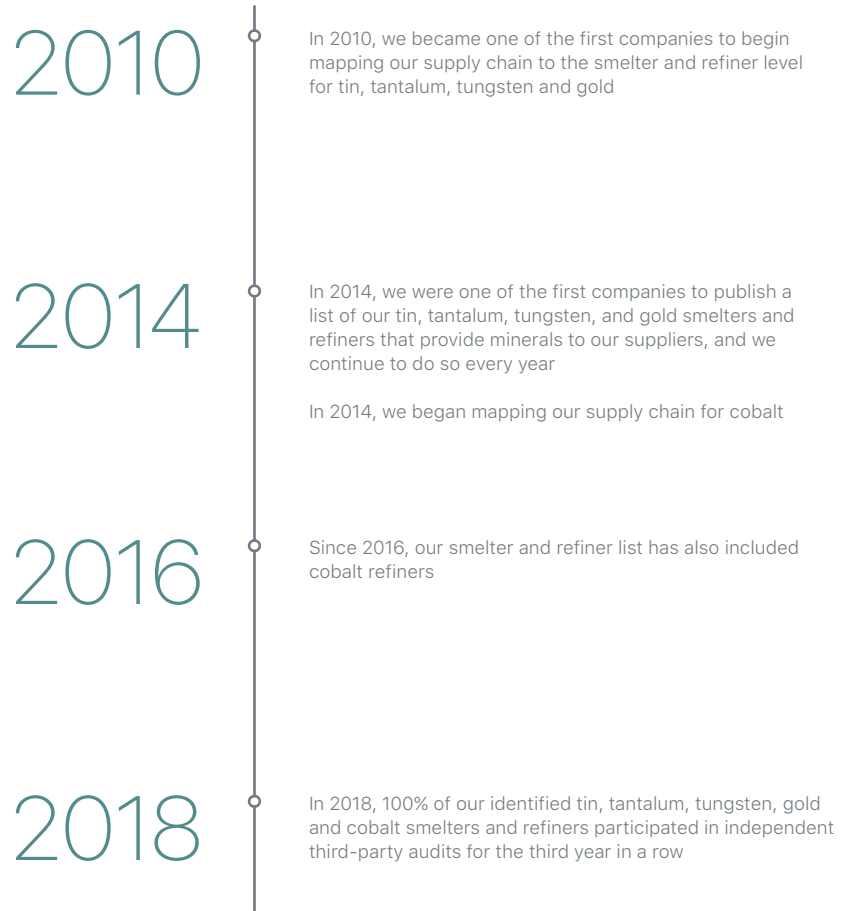 2010
In 2010, we became one of the first companies to begin
mapping our supply chain to the smelter and refiner level
for tin, tantalum, tungsten and gold
2014
In 2014, we were one of the first companies to publish a
list of our tin, tantalum, tungsten, and gold smelters and
refiners that provide minerals to our suppliers, and we
continue to do so every year
In 2014, we began mapping our supply chain for cobalt
2016
Since 2016, our smelter and refiner list has also included
cobalt refiners
2018
In 2018, 100% of our identified tin, tantalum, tungsten, gold
and cobalt smelters and refiners participated in independent
third-party audits for the third year in a row